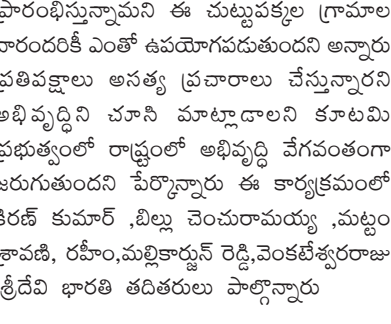 ప్రారంభిస్తున్నామని ఈ చుట్టుపక్కల గ్రామాల
వారందరికీ ఎంతో ఉపయోగపడుతుందని అన్నారు
ప్రతిపక్షాలు అసత్య ప్రచారాలు చేస్తున్నారని
అభివృద్ధిని చూసి మాట్లాడాలని కూటమి
ప్రభుత్వంలో రాష్ట్రంలో అభివృద్ధి వేగవంతంగా
జరుగుతుందని పేర్కొన్నారు ఈ కార్యక్రమంలో
కిరణ్ కుమార్ ,బిల్లు చెంచురామయ్య ,మట్టం
శ్రావణి, రహీం,మల్లికార్జున్ రెడ్డి,వెంకటేశ్వరరాజు
శ్రీదేవి భారతి తదితరులు పాల్గొన్నారు